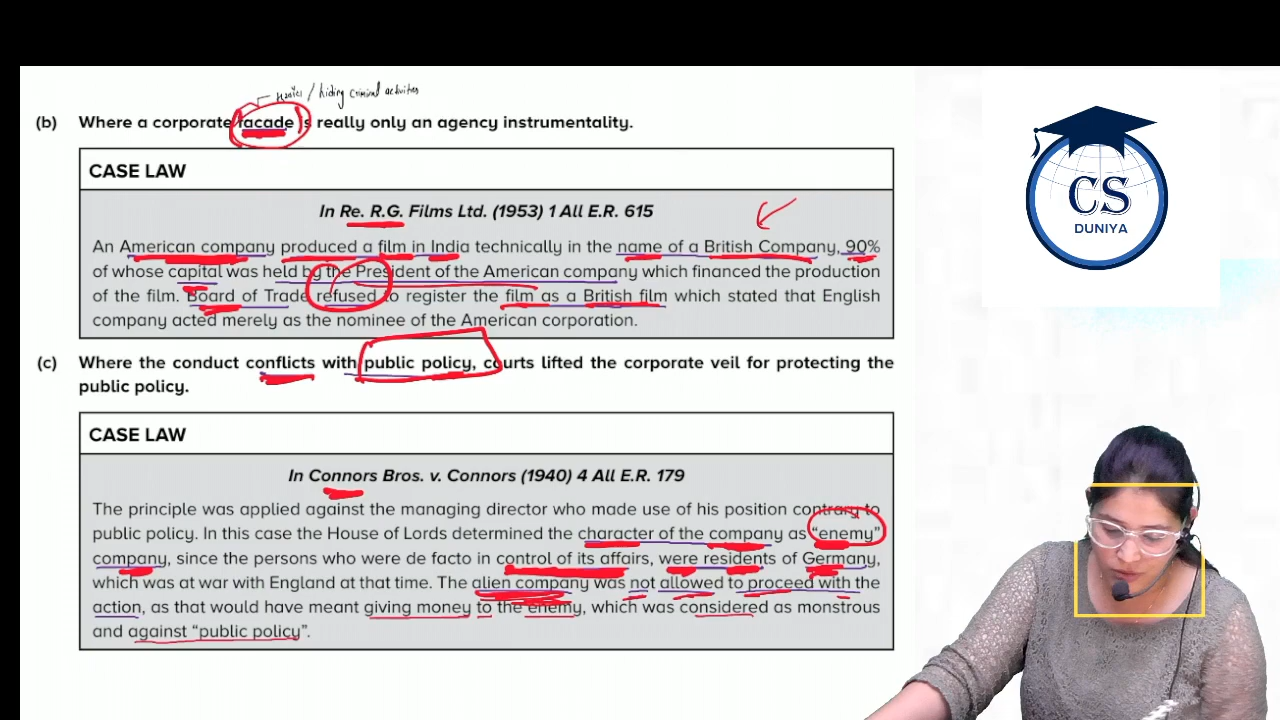 / hiding criminal activities
(b) Where a corporate facade is really only an agency instrumentality.
CASE LAW
In Re. R.G. Films Ltd. (1953) 1 All E.R. 615
An American company produced a film in India technically in the name of a British Company, 90%
of whose capital was held by the President of the American company which financed the production
of the film. Board of Trade refused to register the film as a British film which stated that English
company acted merely as the nominee of the American corporation.
(c) Where the conduct conflicts with public policy, courts lifted the corporate veil for protecting the
public policy.
CASE LAW
In Connors Bros. v. Connors (1940) 4 All E.R. 179
The principle was applied against the managing director who made use of his position contrary to
public policy. In this case the House of Lords determined the character of the company as “enemy”
company, since the persons who were de facto in control of its affairs, were residents of Germany,
which was at war with England at that time. The alien company was not allowed to proceed with the
action, as that would have meant giving money to the enemy, which was considered as monstrous
and against “public policy”.
CS
DUNIYA